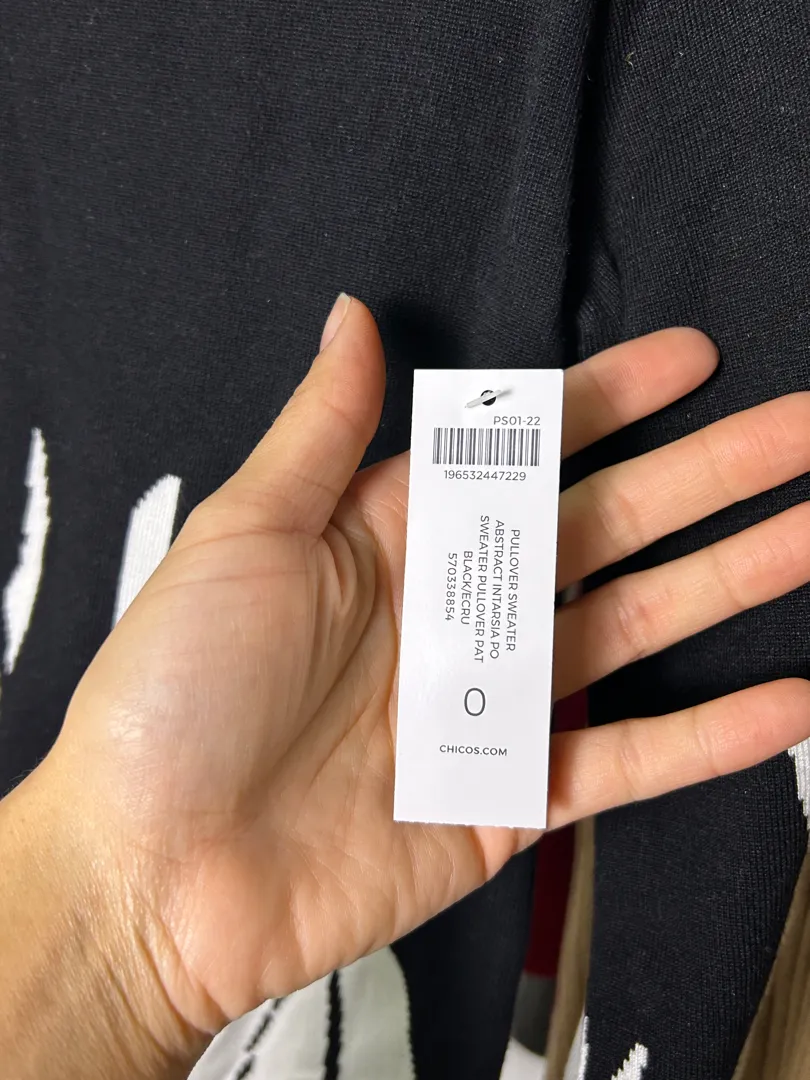 PS01-22
196532447229
PULLOVER SWEATER
ABSTRACT INTARSIA PO
SWEATER PULLOVER PAT
BLACK/ECRU
570338854
0
CHICOS.COM